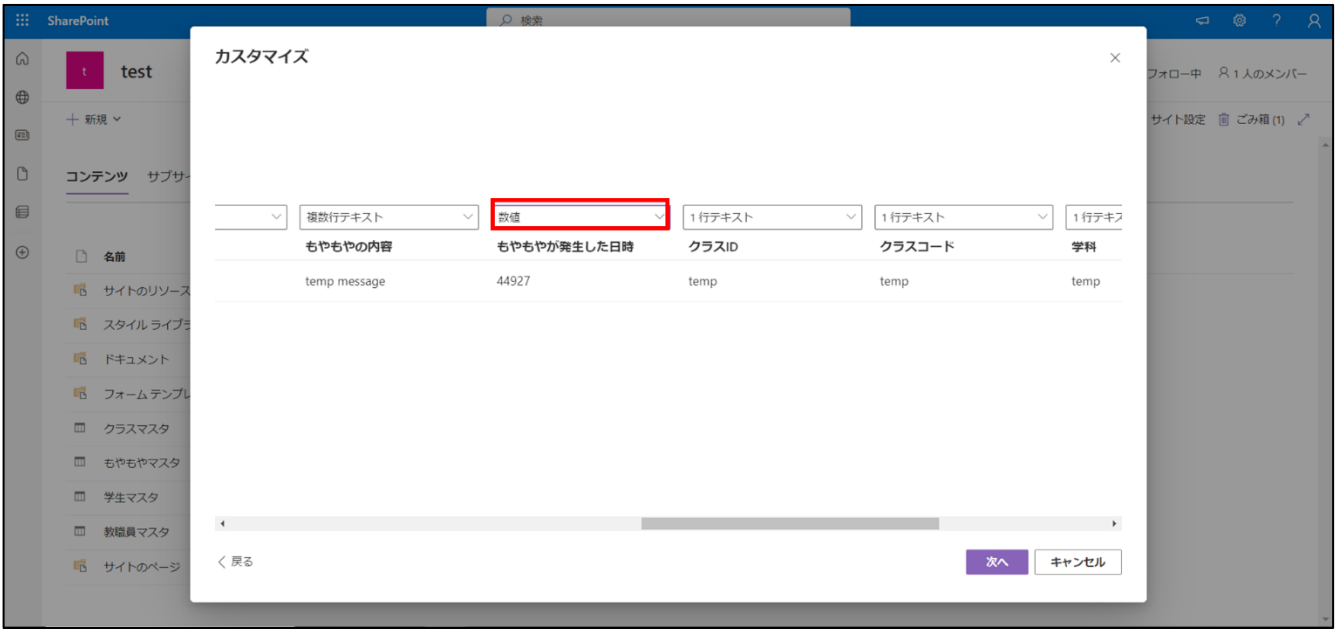 SharePoint
検索
カスタマイズ
t
test
フォロー中
1 人のメンバー
新規
サイト設定
ごみ箱 (1)
コンテンツ
サブサイ
複数行テキスト
数値
1 行テキスト
1 行テキスト
1 行テキス
もやもやの内容
もやもやが発生した日時
クラスID
クラスコード
学科
名前
temp message
44927
temp
temp
temp
サイトのリソース
スタイル ライブラ
ドキュメント
フォーム テンプレ
クラスマスタ
もやもやマスタ
学生マスタ
教職員マスタ
戻る
次へ
キャンセル
サイトのページ